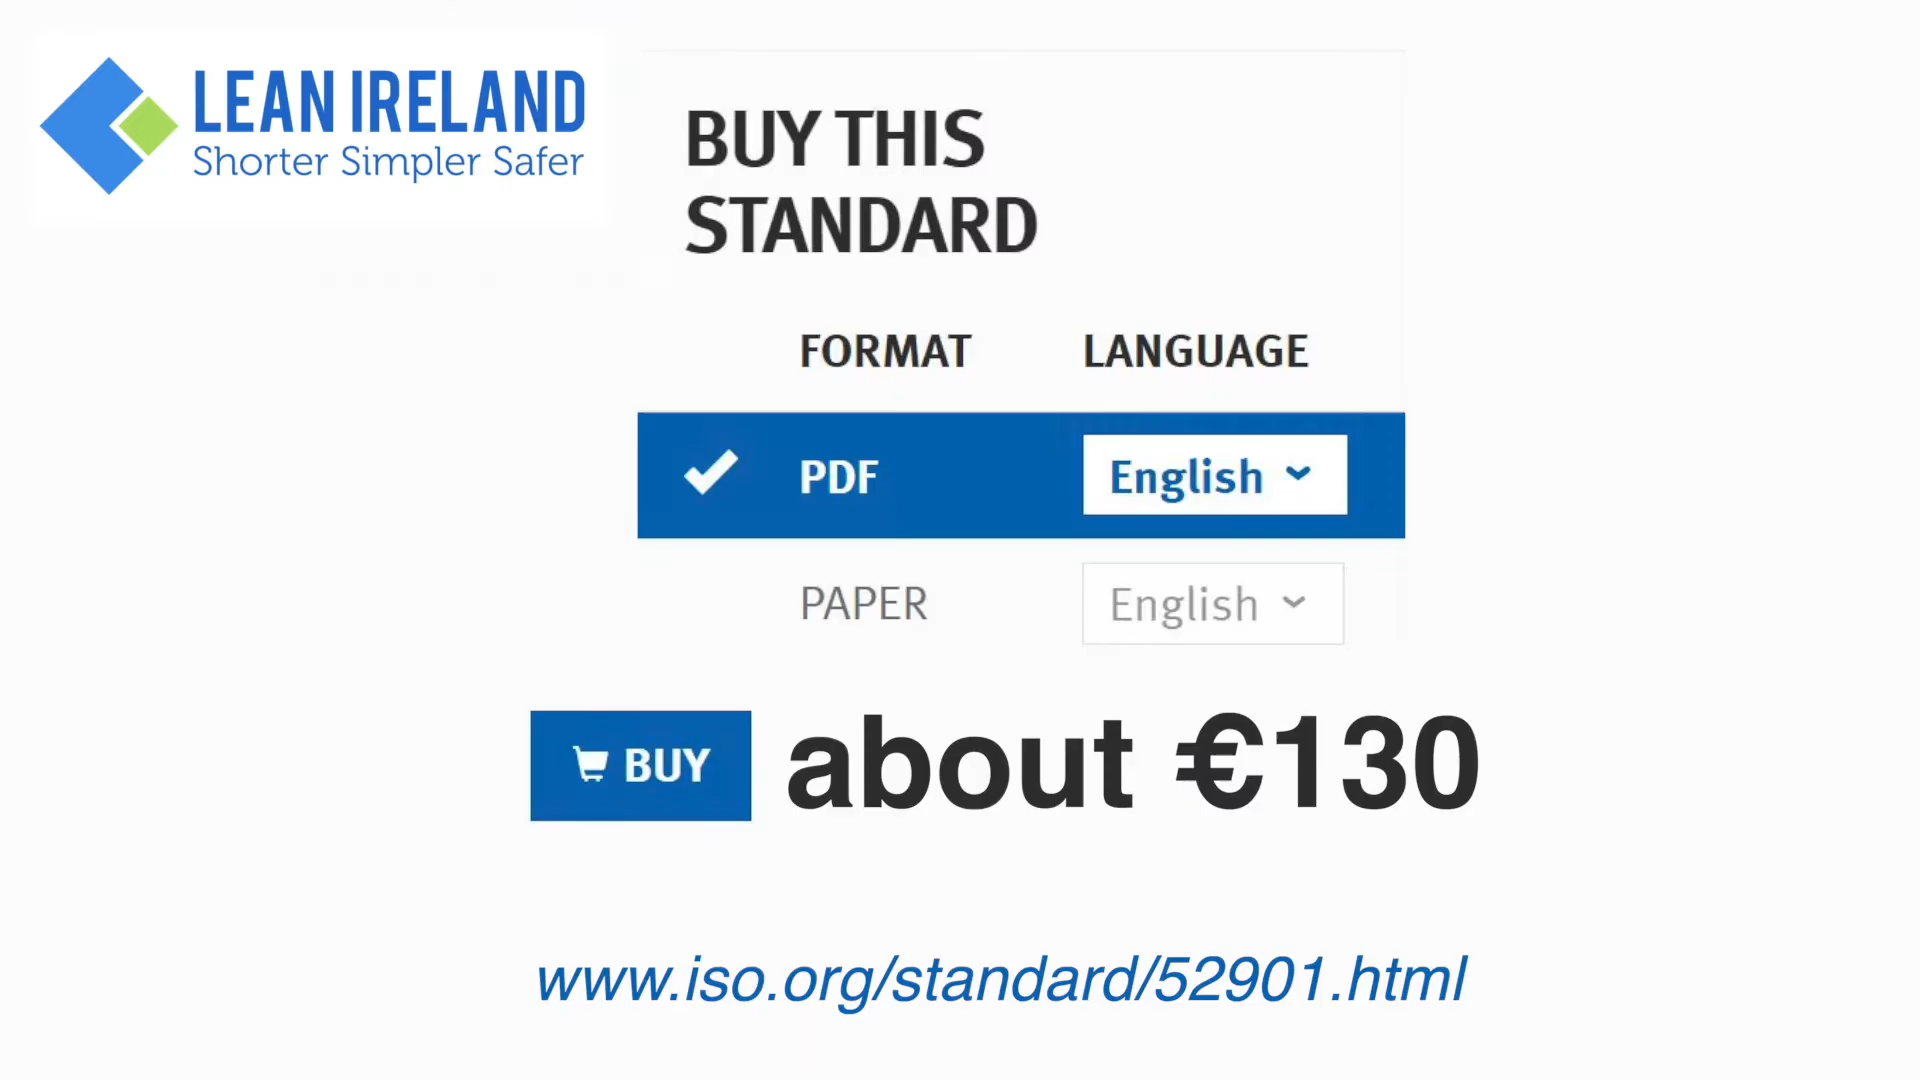 LEAN IRELAND
Shorter Simpler Safer
BUY THIS
STANDARD
FORMAT LANGUAGE
PDF English
PAPER English
BUY about €130
www.iso.org/standard/52901.html